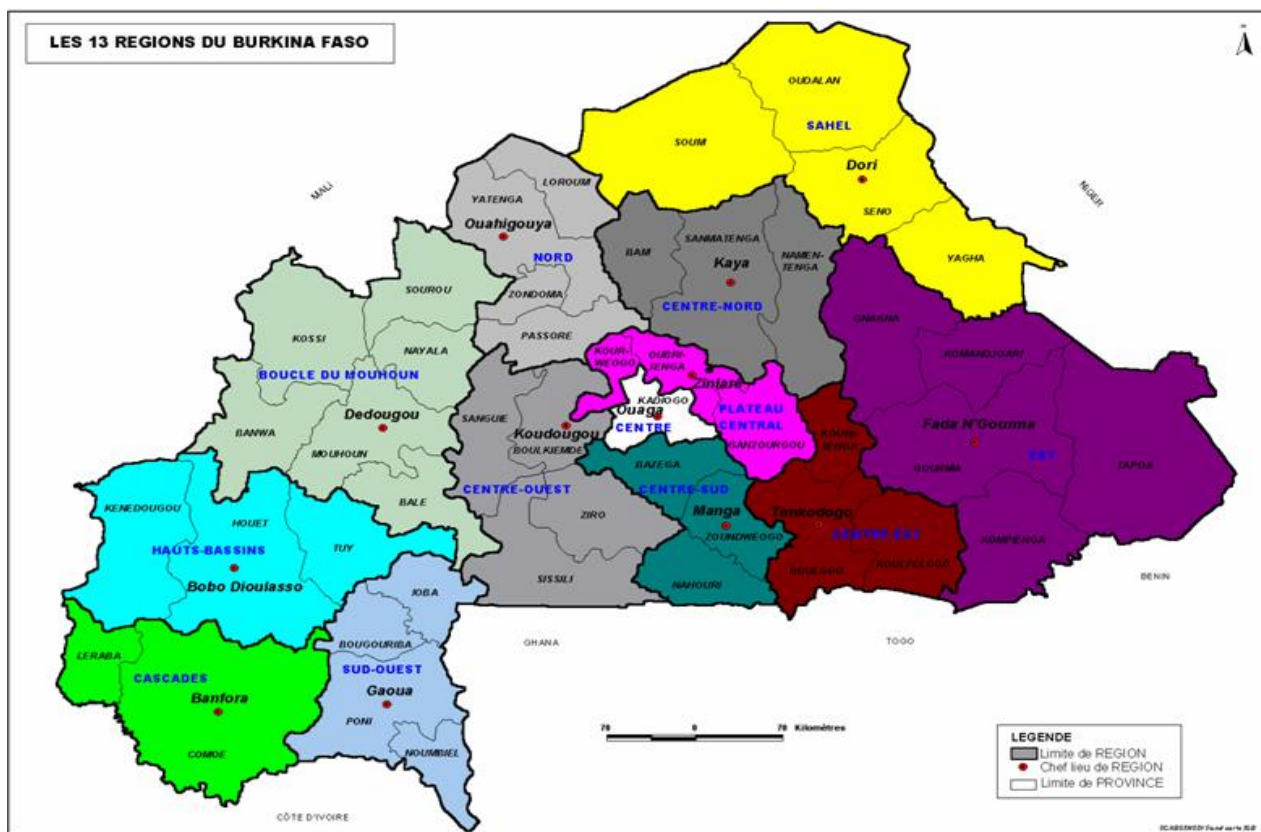 LES 13 REGIONS DU BURKINA FASO
OUDALAN
SAHEL
SOUM
Dori
SENO
YAGHA
MALI
NIGER
LOROUM
YATENGA
Ouahigouya
NORD
ZONDOMA
PASSORE
BAM
SANMATENGA
NAMEN-
TENGA
Kaya
CENTRE-NORD
SOUROU
KOSSI
NAYALA
BOUCLE DU MOUHOUN
Dedougou
BANWA
MOUHOUN
BALE
GNAGNA
KOMANDJOARI
Fada N'Gourma
EST
GOURMA
TAPOA
KOMPIENGA
KOUR-
WEOGO
OUBRI-
TENGA
Ziniare
PLATEAU
CENTRAL
GANZOURGOU
KADIOGO
Ouaga
CENTRE
SANGUIE
Koudougou
BOULKIEMDE
CENTRE-OUEST
ZIRO
SISSILI
BAZEGA
CENTRE-SUD
Manga
ZOUNDWEOGO
NAHOURI
Tenkodogo
CENTRE-EST
BOULGOU
KOULPELOGO
KENEDOUGOU
HOUET
TUY
HAUTS-BASSINS
Bobo Dioulasso
IOBA
BOUGOURIBA
SUD-OUEST
Gaoua
PONI
NOUMBIEL
LERABA
CASCADES
Banfora
COMOE
GHANA
TOGO
BENIN
CÔTE D'IVOIRE
70 0 70 Kilomètres
LEGENDE
Limite de REGION
Chef lieu de REGION
Limite de PROVINCE